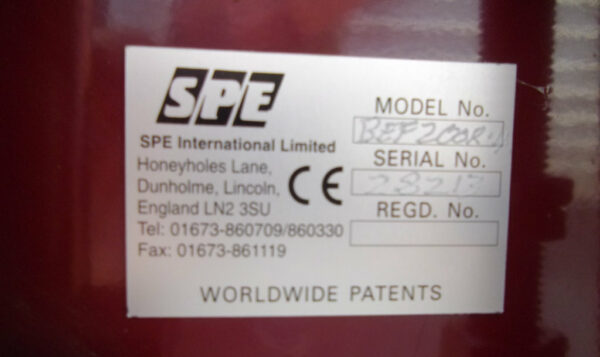 SPE
SPE International Limited
Honeyholes Lane,
Dunholme, Lincoln,
England LN2 3SU
Tel: 01673-860709/860330
Fax: 01673-861119
CE
MODEL No.
SERIAL No.
REGD. No.
WORLDWIDE PATENTS